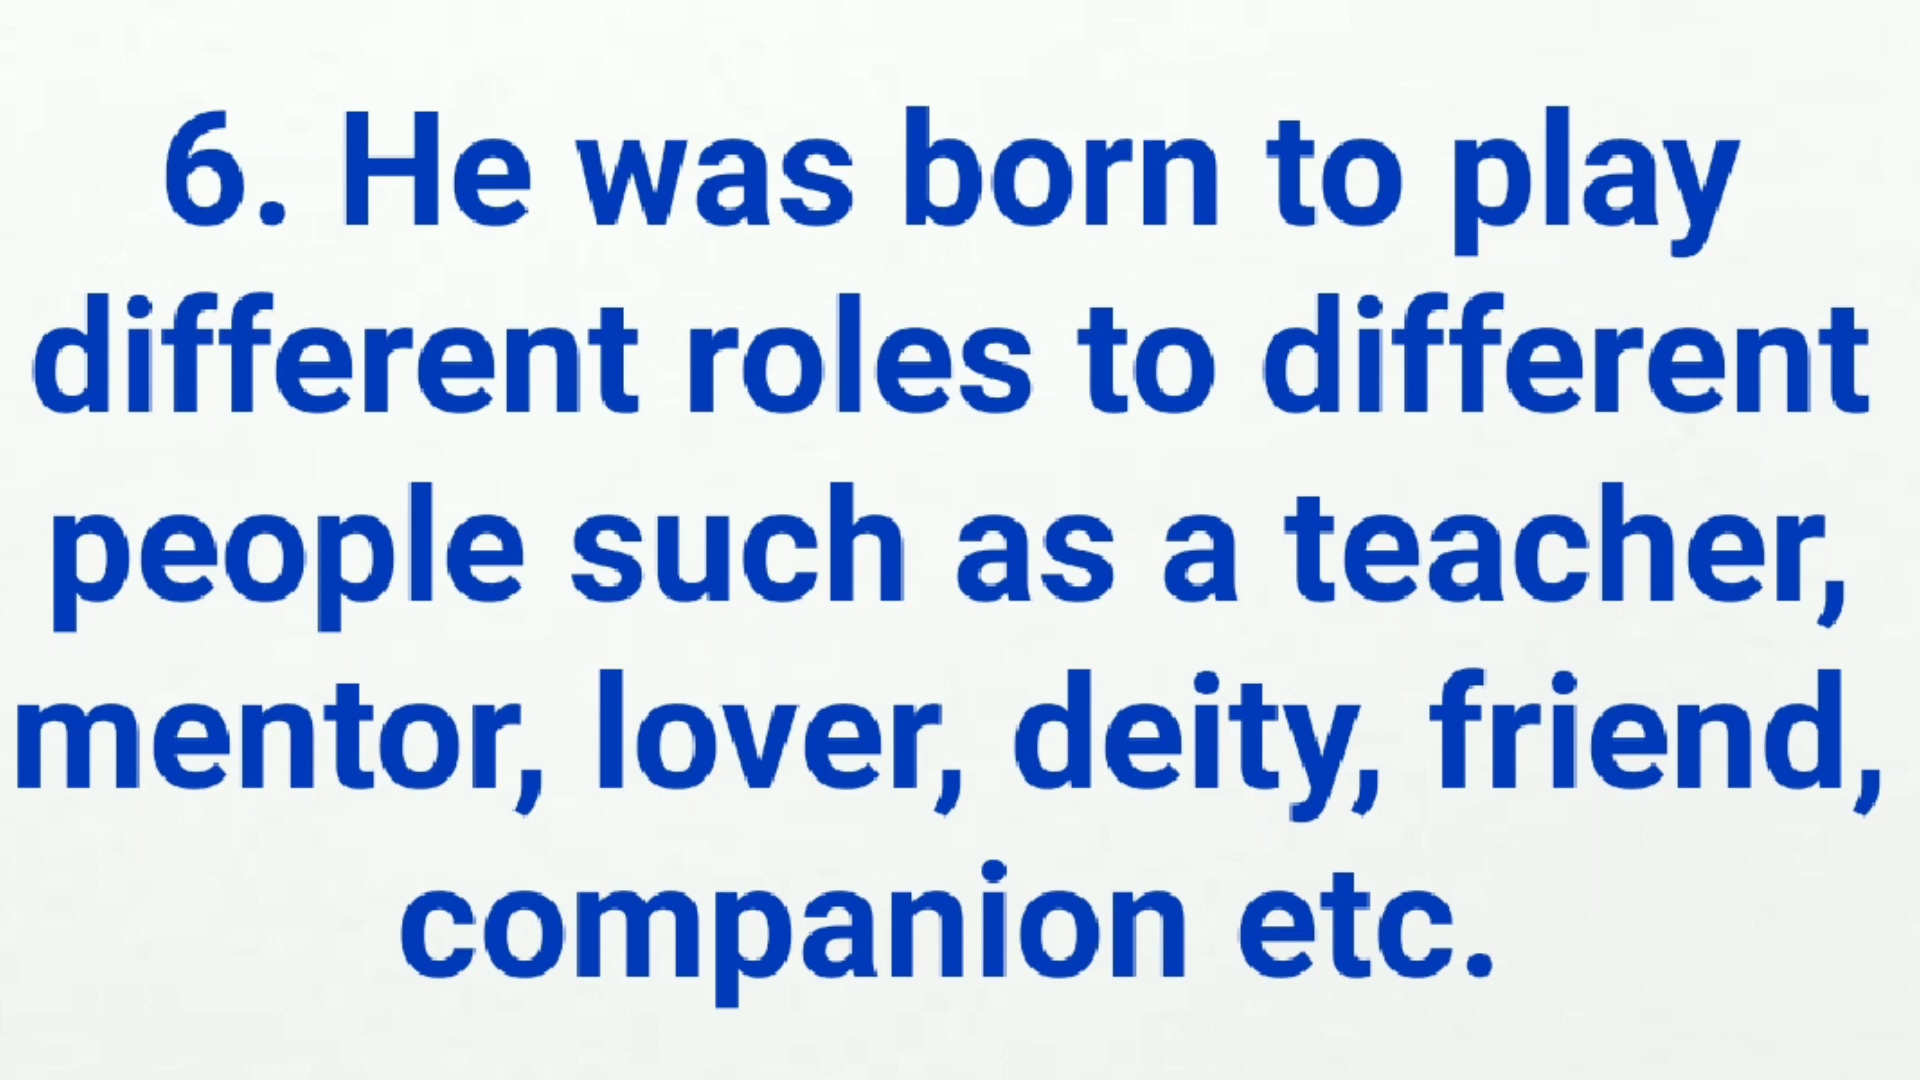 6. He was born to play
different roles to different
people such as a teacher,
mentor, lover, deity, friend,
companion etc.